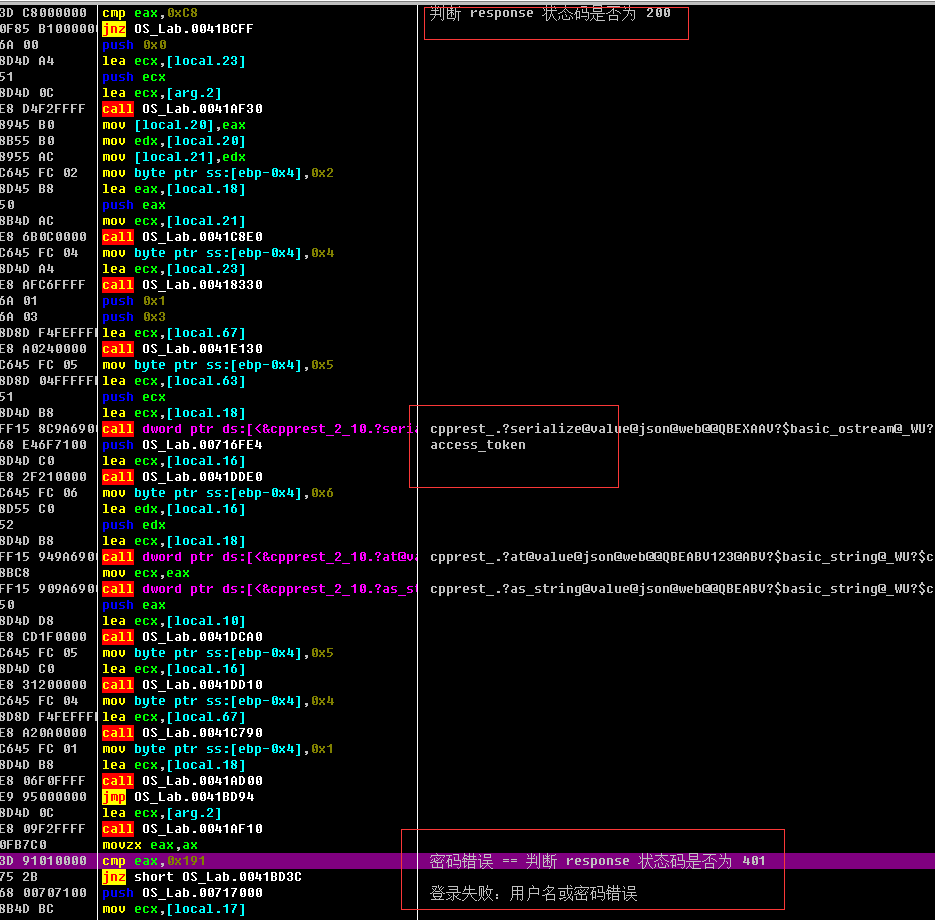 3D C8000000 cmp eax,0xC8 判断 response 状态码是否为 200
0F85 B1000000 jnz OS_Lab.0041BCFF
6A 00 push 0x0
8D4D A4 lea ecx,[local.23]
51 push ecx
8D4D 0C lea ecx,[arg.2]
E8 D4F2FFFF call OS_Lab.0041AF30
8945 B0 mov [local.20],eax
8B55 B0 mov edx,[local.20]
8955 AC mov [local.21],edx
C645 FC 02 mov byte ptr ss:[ebp-0x4],0x2
8D45 B8 lea eax,[local.18]
50 push eax
8B4D AC mov ecx,[local.21]
E8 6B0C0000 call OS_Lab.0041C8E0
C645 FC 04 mov byte ptr ss:[ebp-0x4],0x4
8D4D A4 lea ecx,[local.23]
E8 AFC6FFFF call OS_Lab.00418330
6A 01 push 0x1
6A 03 push 0x3
8D8D F4FEFFFF lea ecx,[local.67]
E8 A0240000 call OS_Lab.0041E130
C645 FC 05 mov byte ptr ss:[ebp-0x4],0x5
8D8D 04FFFFFF lea ecx,[local.63]
51 push ecx
8D4D B8 lea ecx,[local.18]
FF15 8C9A6900 call dword ptr ds:[<&cpprest_2_10.?seria cpprest_.?serialize@value@json@web@@QBEXAAV?$basic_ostream@_WU?
68 E46F7100 push OS_Lab.00716FE4 access_token
8D4D C0 lea ecx,[local.16]
E8 2F210000 call OS_Lab.0041DDE0
C645 FC 06 mov byte ptr ss:[ebp-0x4],0x6
8D55 C0 lea edx,[local.16]
52 push edx
8D4D B8 lea ecx,[local.18]
FF15 949A6900 call dword ptr ds:[<&cpprest_2_10.?at@va cpprest_.?at@value@json@web@@QBEABV123@ABV?$basic_string@_WU?$c
8BC8 mov ecx,eax
FF15 909A6900 call dword ptr ds:[<&cpprest_2_10.?as_st cpprest_.?as_string@value@json@web@@QBEABV?$basic_string@_WU?$c
50 push eax
8D4D D8 lea ecx,[local.10]
E8 CD1F0000 call OS_Lab.0041DCA0
C645 FC 05 mov byte ptr ss:[ebp-0x4],0x5
8D4D C0 lea ecx,[local.16]
E8 31200000 call OS_Lab.0041DD10
C645 FC 04 mov byte ptr ss:[ebp-0x4],0x4
8D8D F4FEFFFF lea ecx,[local.67]
E8 A20A0000 call OS_Lab.0041C790
C645 FC 01 mov byte ptr ss:[ebp-0x4],0x1
8D4D B8 lea ecx,[local.18]
E8 06F0FFFF call OS_Lab.0041AD00
E9 95000000 jmp OS_Lab.0041BD94
8D4D 0C lea ecx,[arg.2]
E8 09F2FFFF call OS_Lab.0041AF10
0FB7C0 movzx eax,ax
3D 91010000 cmp eax,0x191 密码错误 == 判断 response 状态码是否为 401
75 2B jnz short OS_Lab.0041BD3C
68 00707100 push OS_Lab.00717000 登录失败：用户名或密码错误
8D4D BC lea ecx,[local.17]